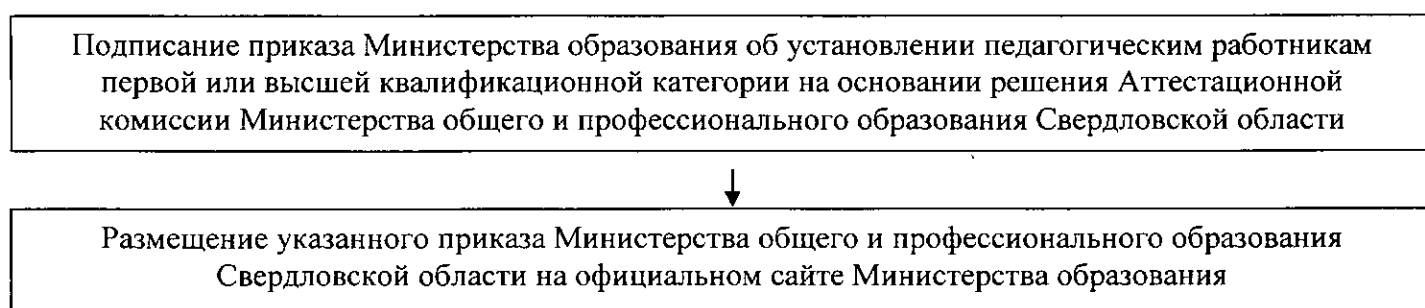 Подписание приказа Министерства образования об установлении педагогическим работникам
первой или высшей квалификационной категории на основании решения Аттестационной
комиссии Министерства общего и профессионального образования Свердловской области
Размещение указанного приказа Министерства общего и профессионального образования
Свердловской области на официальном сайте Министерства образования